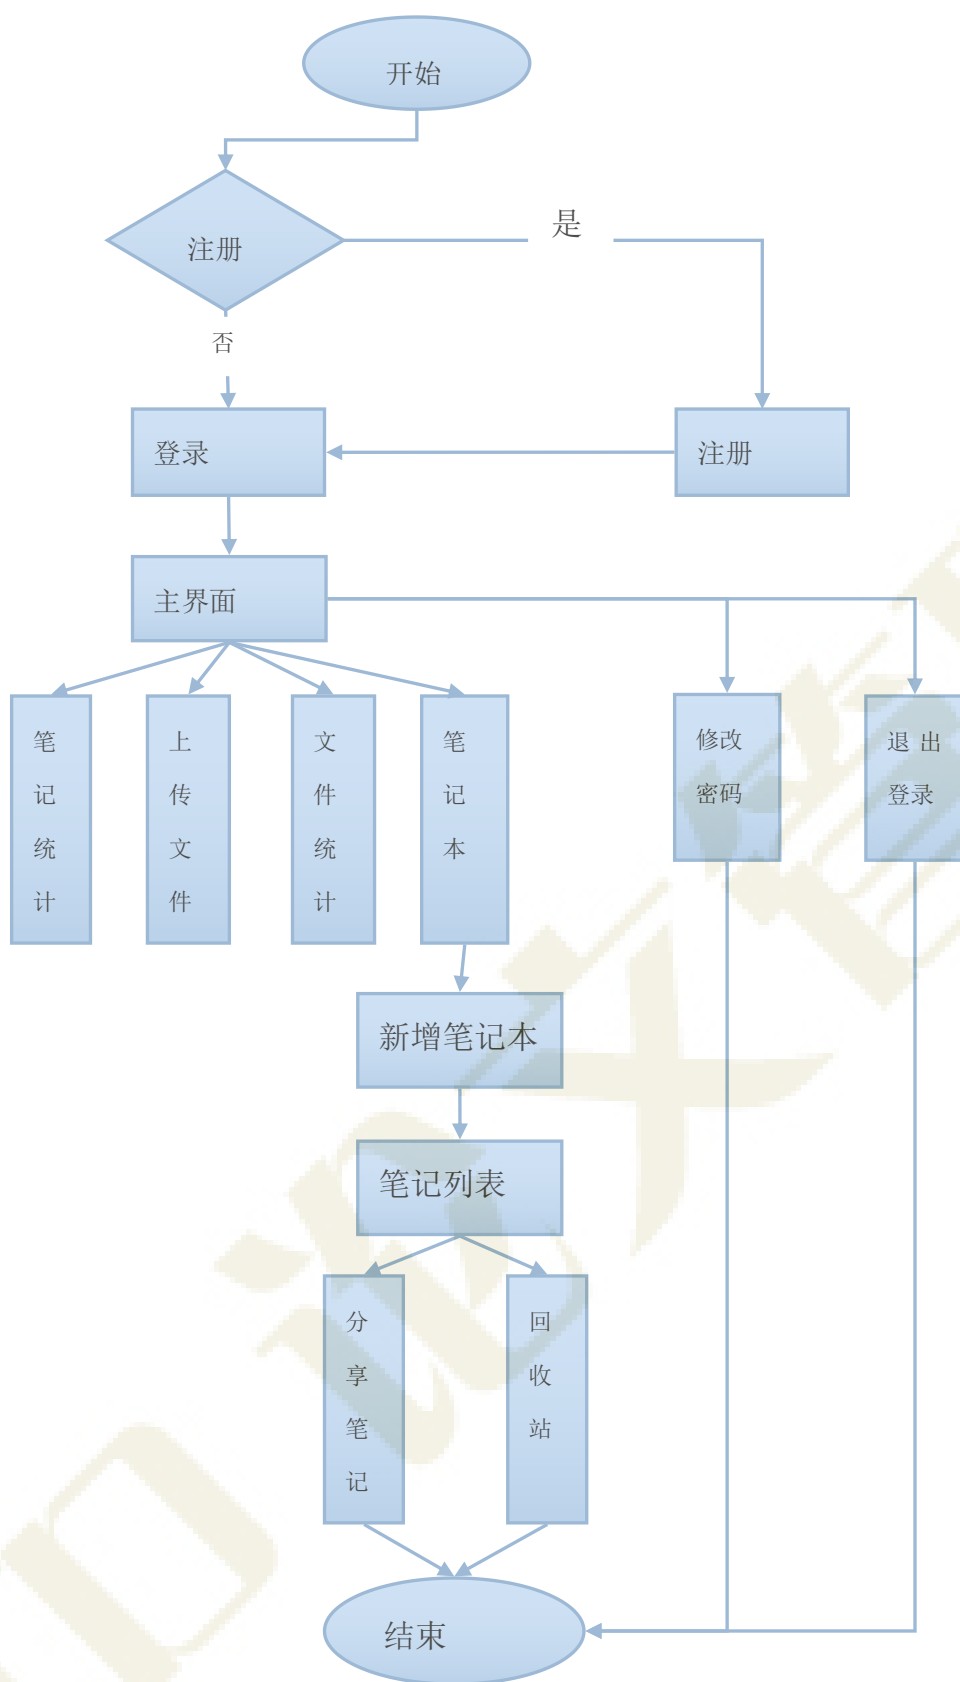 开始
注册
是
否
登录
注册
主界面
笔
记
统
计
上
传
文
件
文
件
统
计
笔
记
本
修改
密码
退 出
登录
新增笔记本
笔记列表
分
享
笔
记
回
收
站
结束